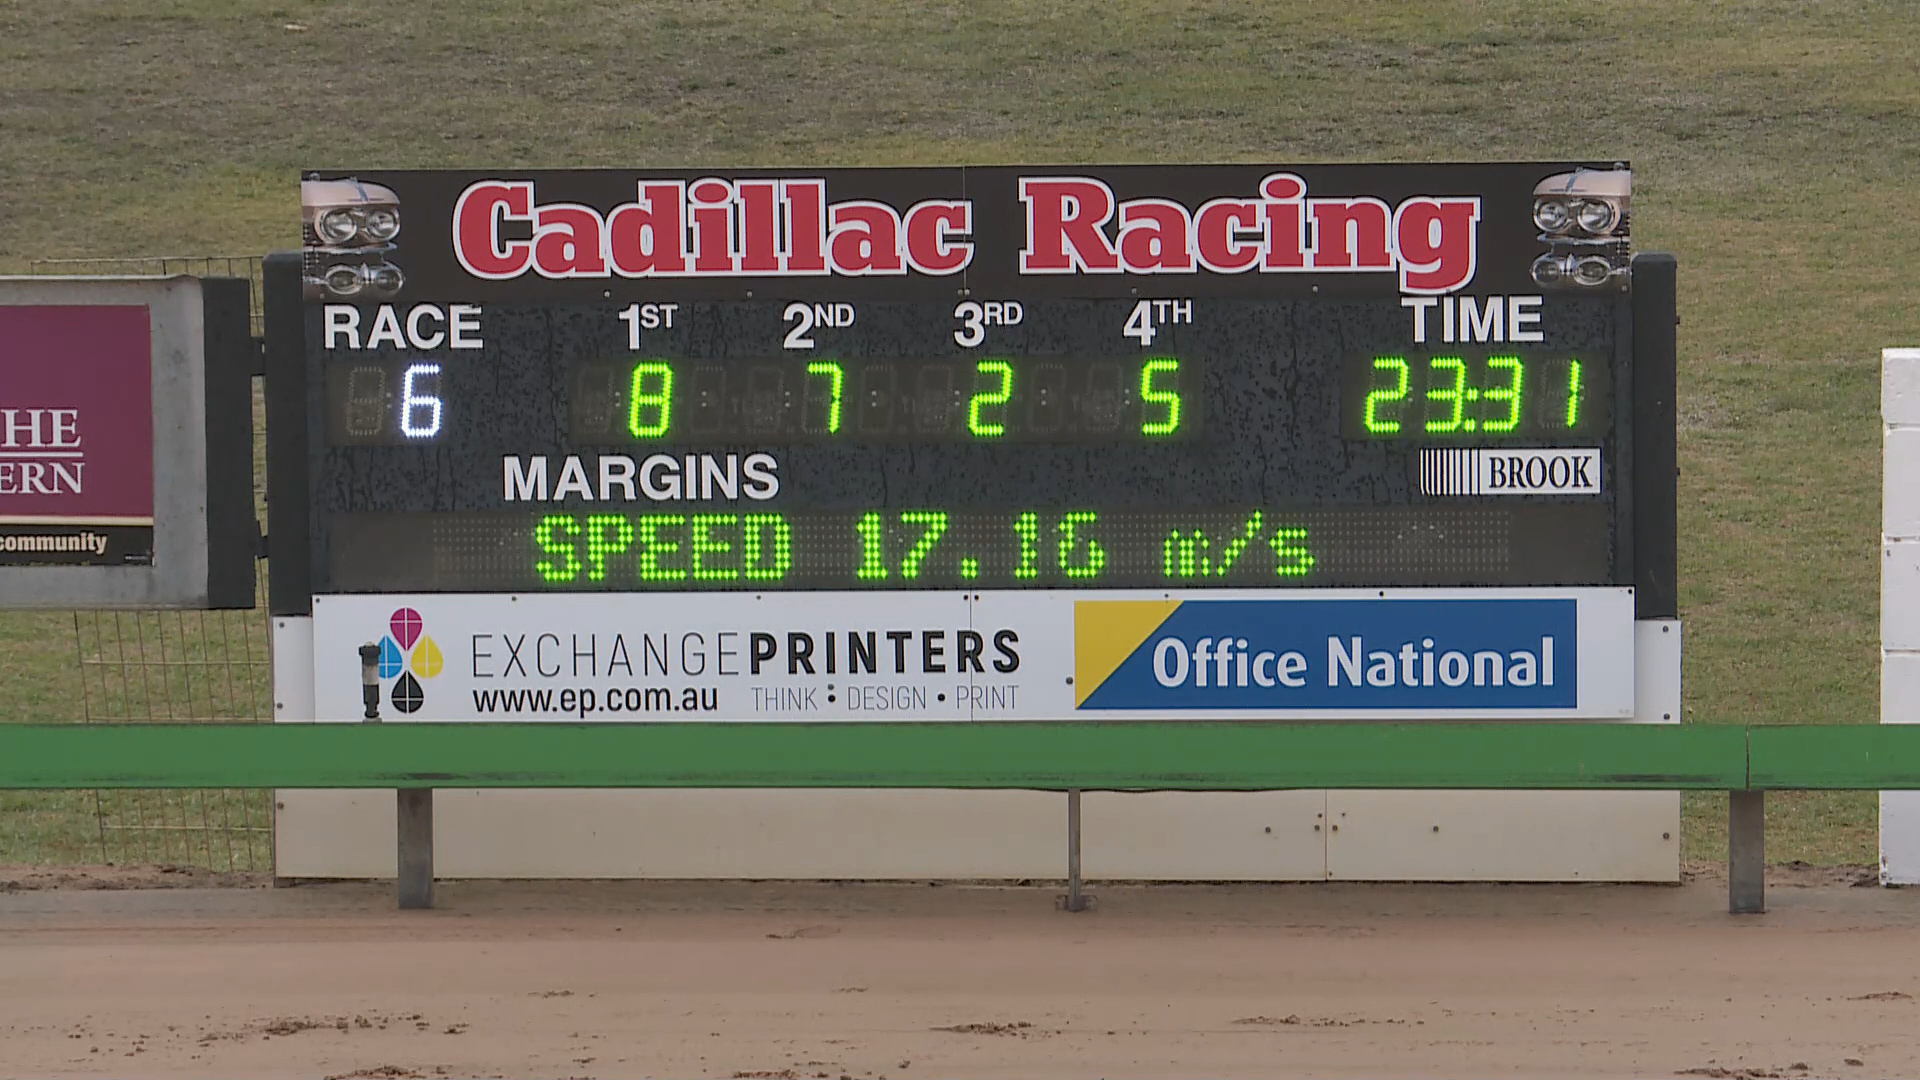 Cadillac Racing
RACE 1ST 2ND 3RD 4TH TIME
6 8 7 2 5 23:31
MARGINS BROOK
SPEED 17.16 m/s
HE
ERN
community
EXCHANGEPRINTERS
www.ep.com.au THINK : DESIGN • PRINT
Office National